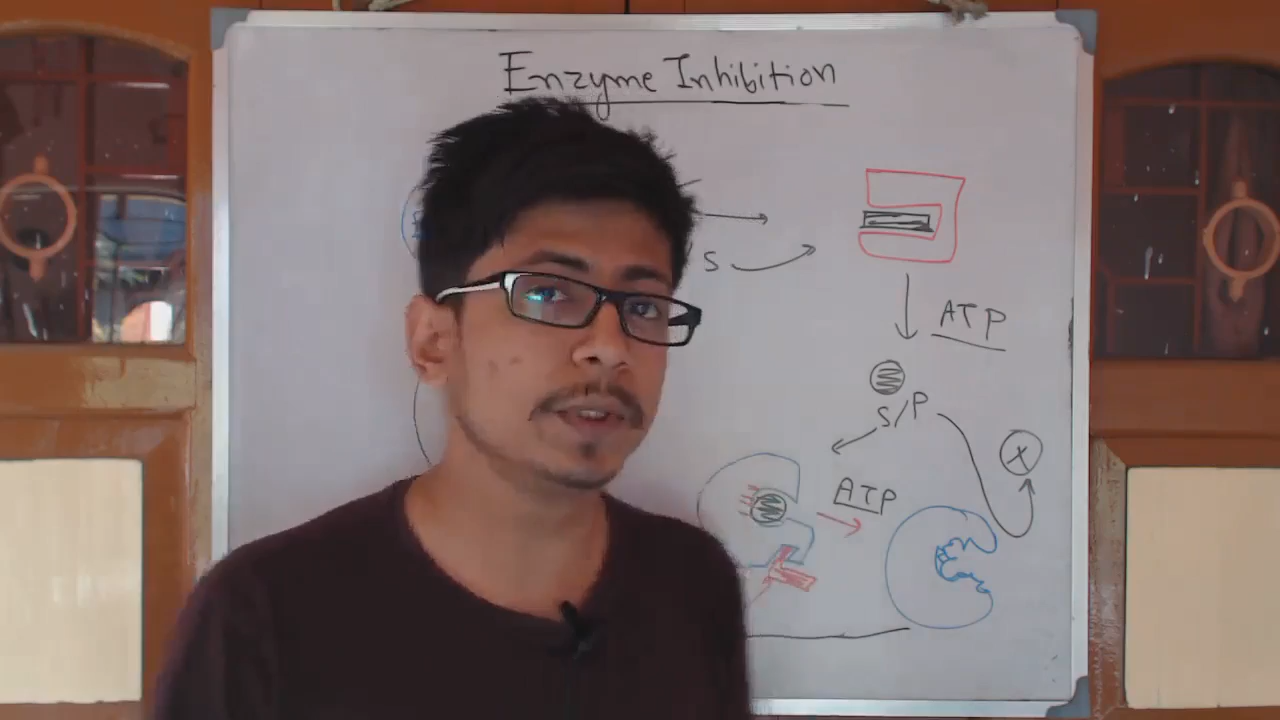 Enzyme Inhibition
S
ATP
S/P
X
ATP